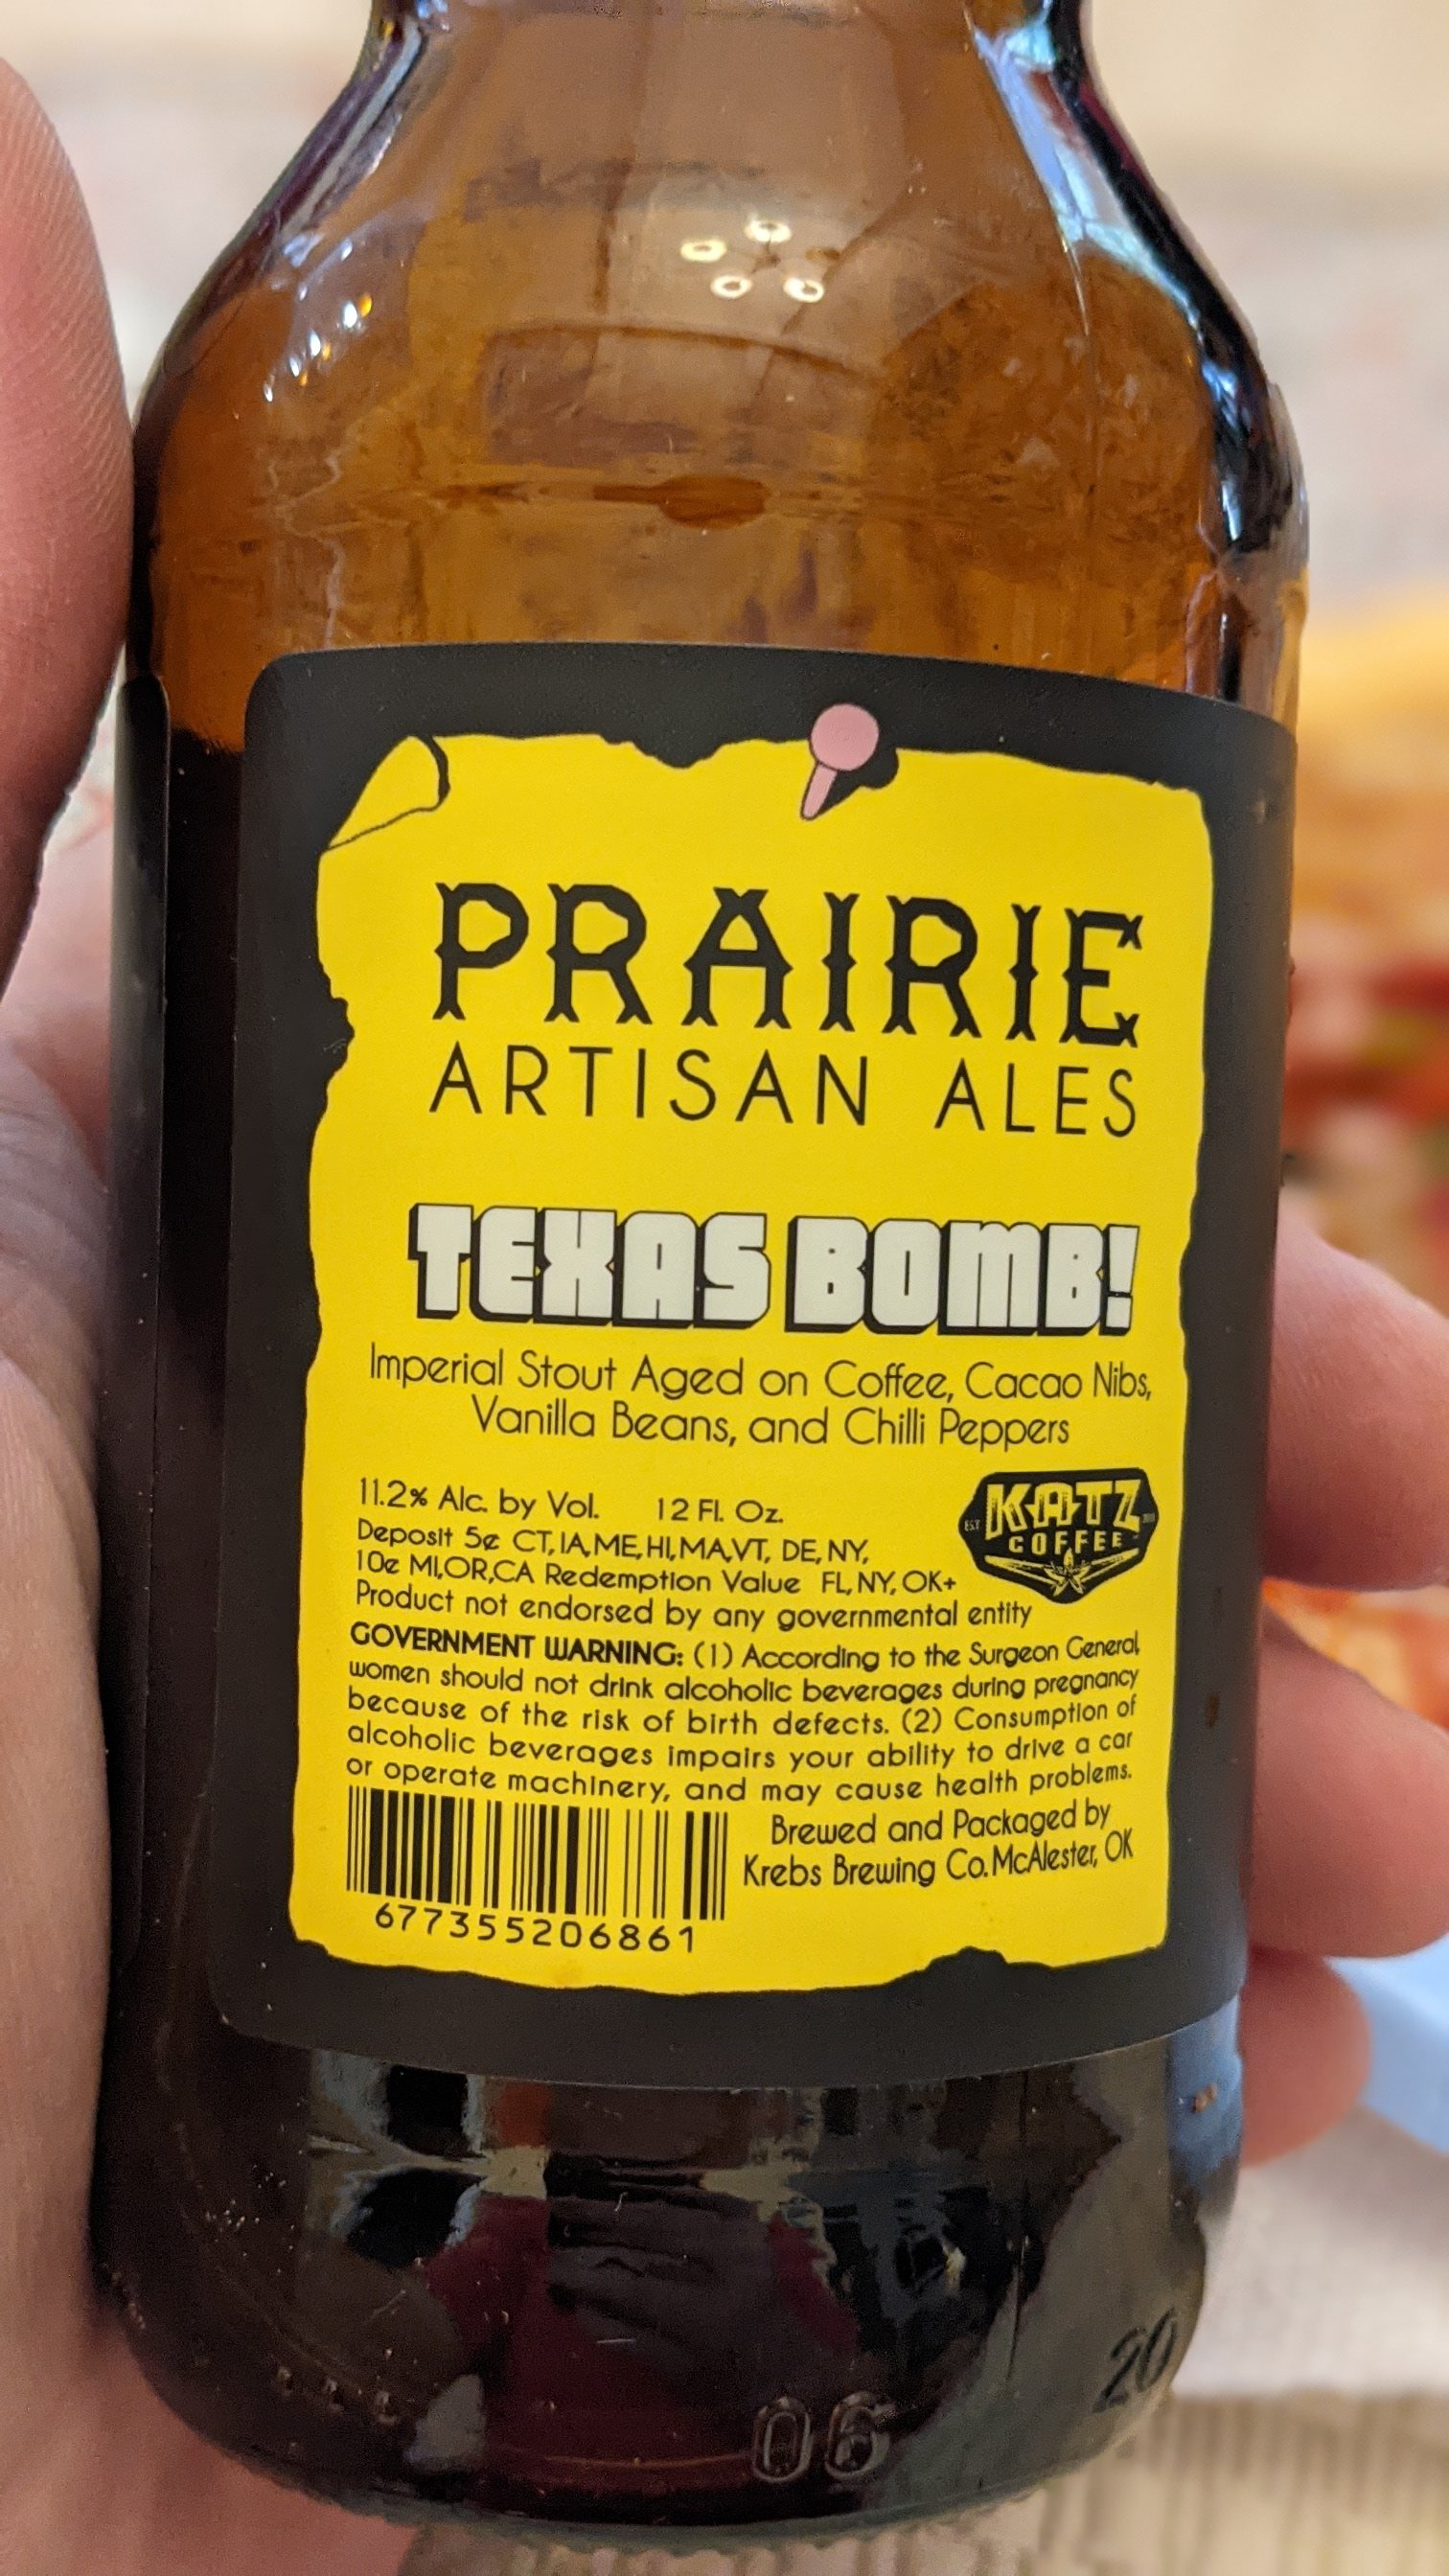 PRAIRIE
ARTISAN ALES
TEXAS BOMB!
Imperial Stout Aged on Coffee, Cacao Nibs,
Vanilla Beans, and Chilli Peppers
11.2% Alc. by Vol. 12 Fl. Oz.
Deposit 5¢ CT,IA,ME,HI,MA,VT, DE, NY,
10¢ MI,OR,CA Redemption Value FL, NY, OK+
Product not endorsed by any governmental entity
EST
KATZ
COFFEE
GOVERNMENT WARNING: (1) According to the Surgeon General,
women should not drink alcoholic beverages during pregnancy
because of the risk of birth defects. (2) Consumption of
alcoholic beverages impairs your ability to drive a car
or operate machinery, and may cause health problems.
Brewed and Packaged by
Krebs Brewing Co. McAlester, OK
677355206861
06
20